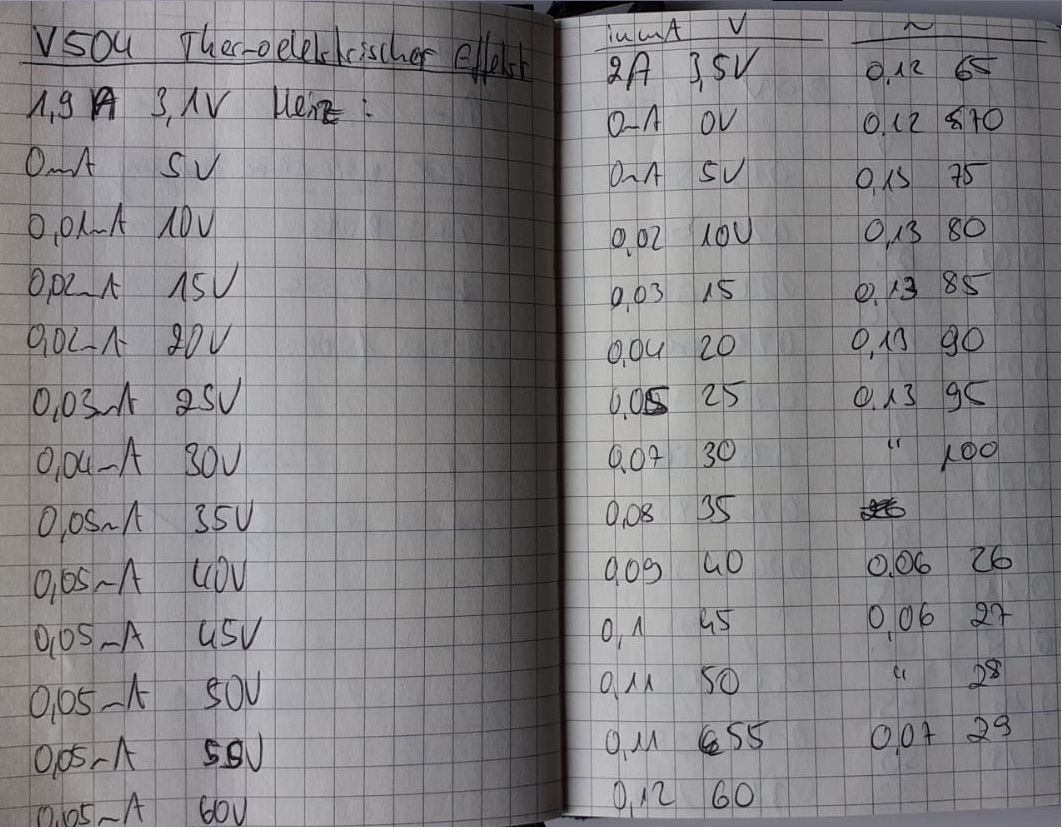 V504 Thermoelektrischer Effekt
1,9 A 3,1V Heiz :
0mA 5V
0,01mA 10V
0,02mA 15V
0,02mA 20V
0,03mA 25V
0,04mA 30V
0,05mA 35V
0,05mA 40V
0,05mA 45V
0,05mA 50V
0,05mA 55V
0,05mA 60V
in mA V
2A 3,5V
0mA 0V
0mA 5V
0,02 10V
0,03 15
0,04 20
0,05 25
0,07 30
0,08 35
0,09 40
0,1 45
0,11 50
0,11 55
0,12 60
~
0,12 65
0,12 70
0,13 75
0,13 80
0,13 85
0,13 90
0,13 95
" 100
0,06 26
0,06 27
" 28
0,07 29